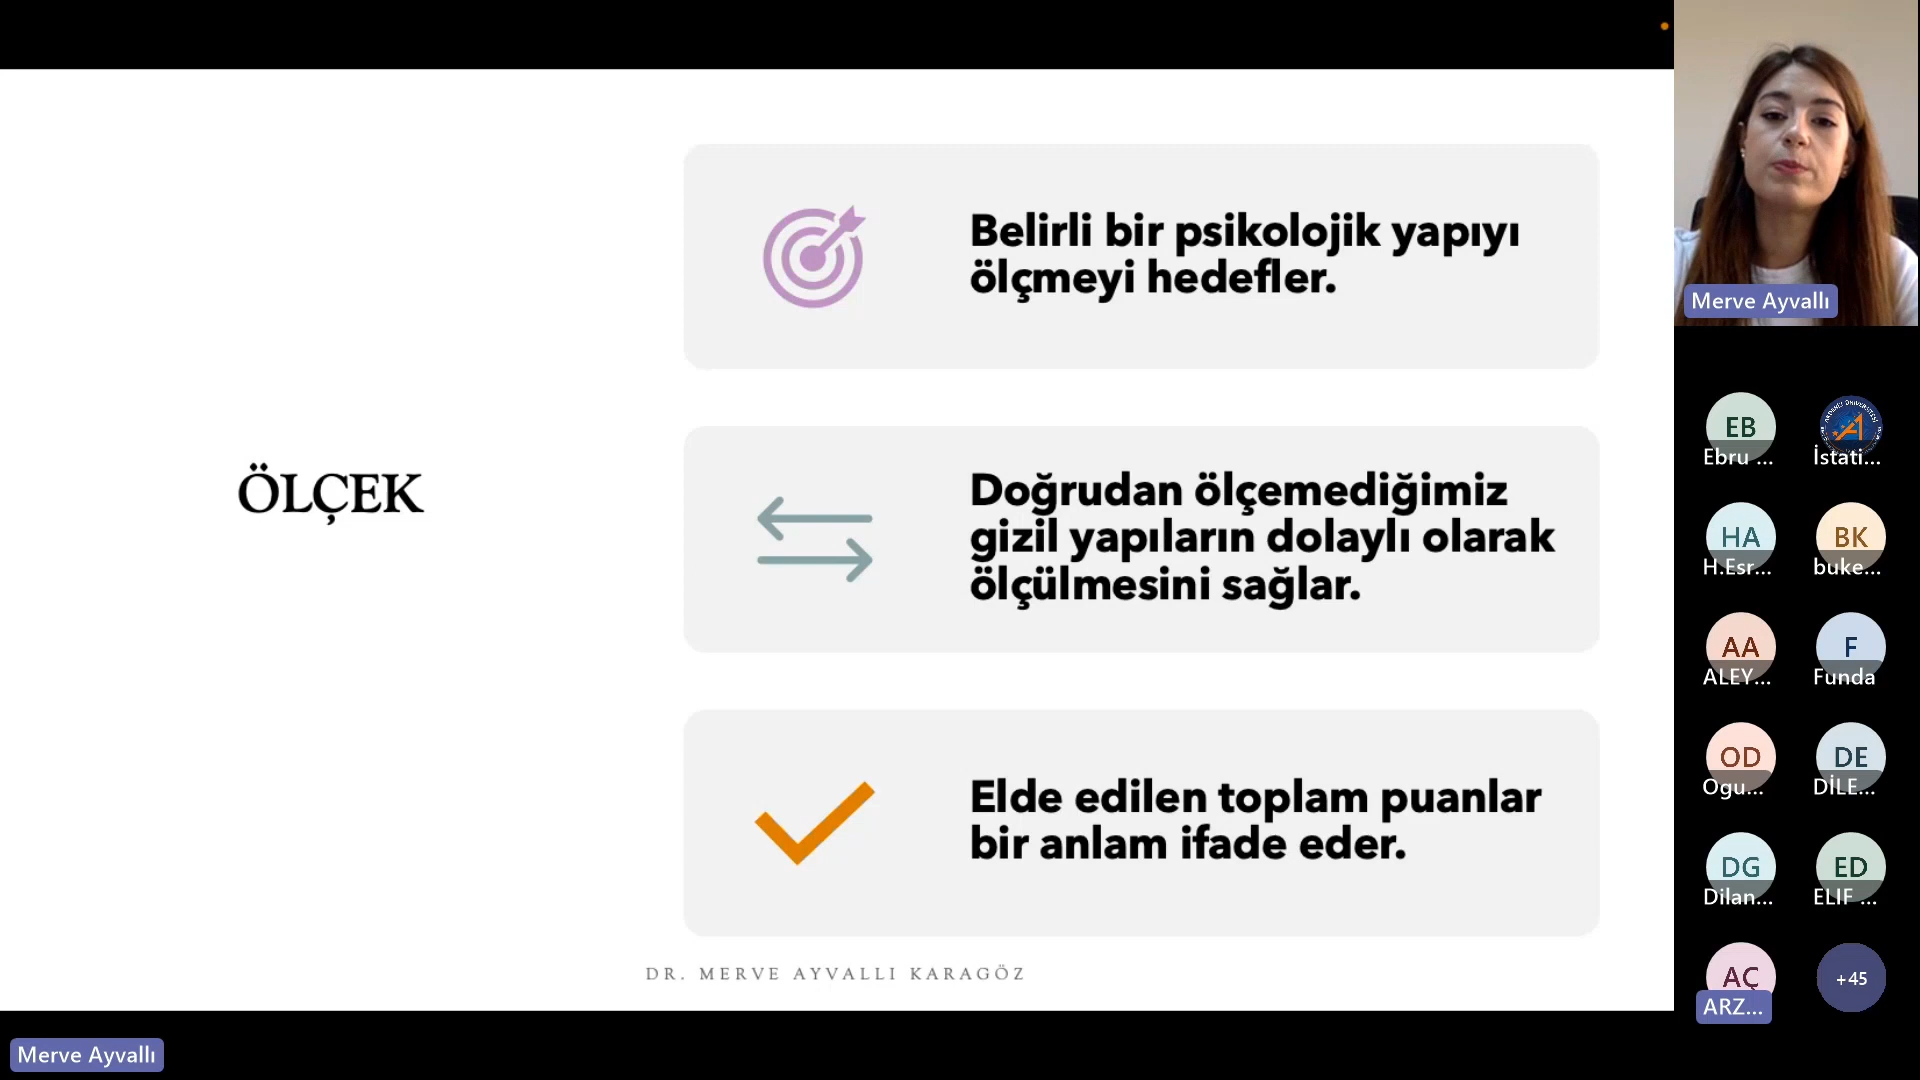 ÖLÇEK
Belirli bir psikolojik yapıyı
ölçmeyi hedefler.
Doğrudan ölçemediğimiz
gizil yapıların dolaylı olarak
ölçülmesini sağlar.
Elde edilen toplam puanlar
bir anlam ifade eder.
DR. MERVE AYVALLI KARAGÖZ
Merve Ayvallı
Merve Ayvallı
EB
Ebru ...
İstati...
HA
H.Esr...
BK
buke...
AA
ALEY...
F
Funda
OD
Ogu...
DE
DİLE...
DG
Dilan...
ED
ELIF ...
AÇ
ARZ...
+45